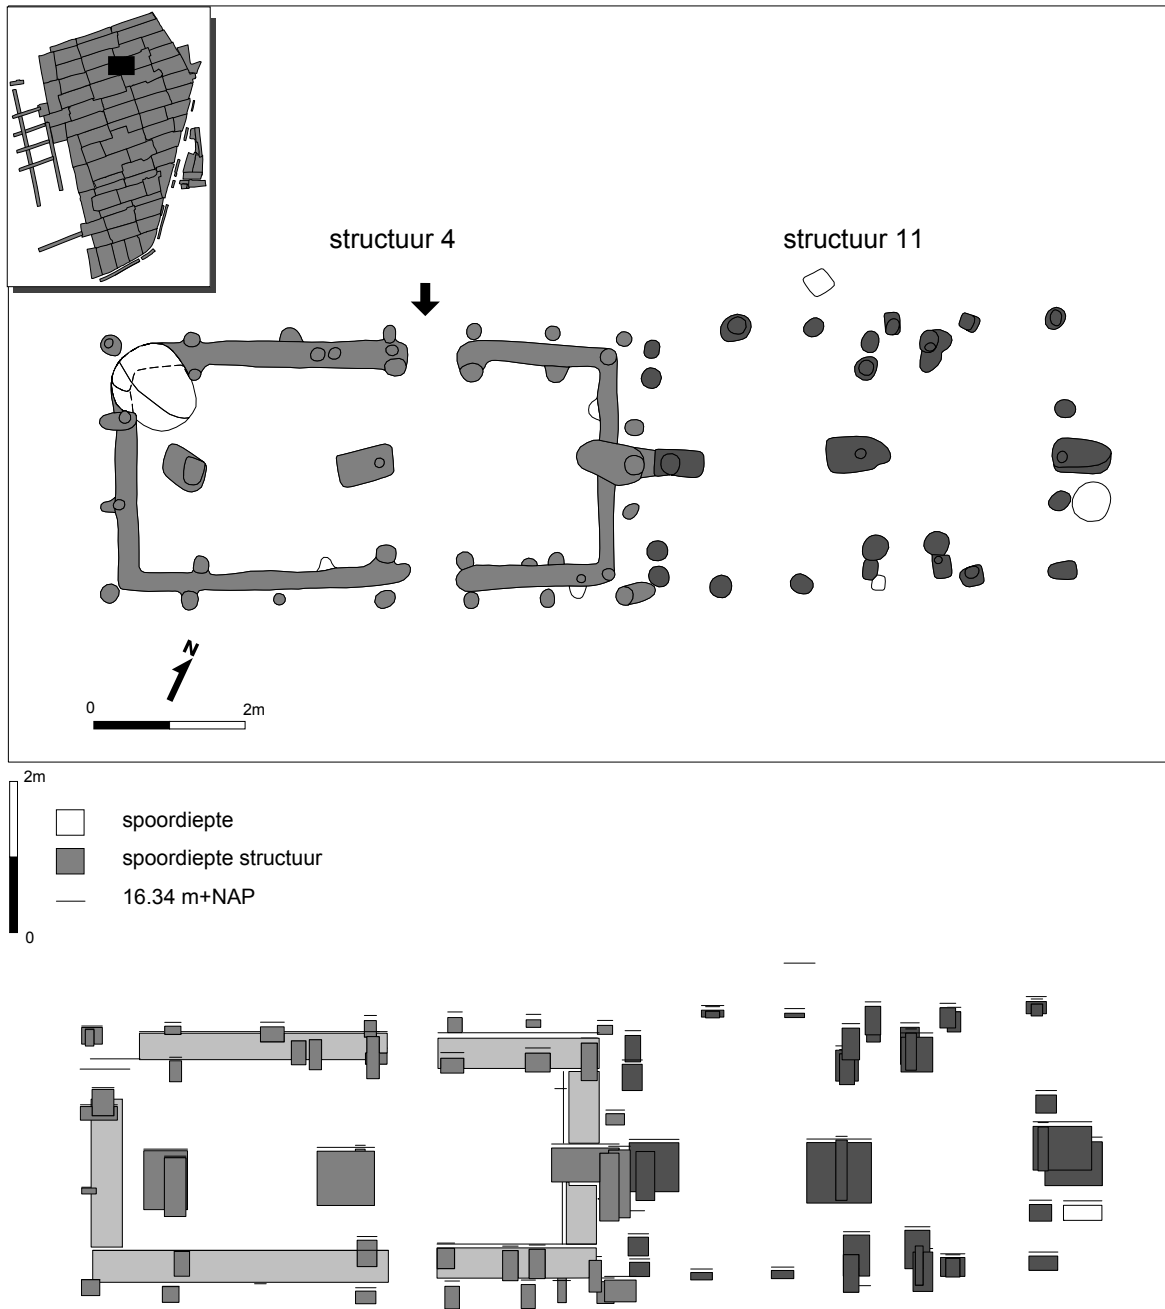 structuur 4
structuur 11
N
0 2m
2m
spoordiepte
spoordiepte structuur
16.34 m+NAP
0